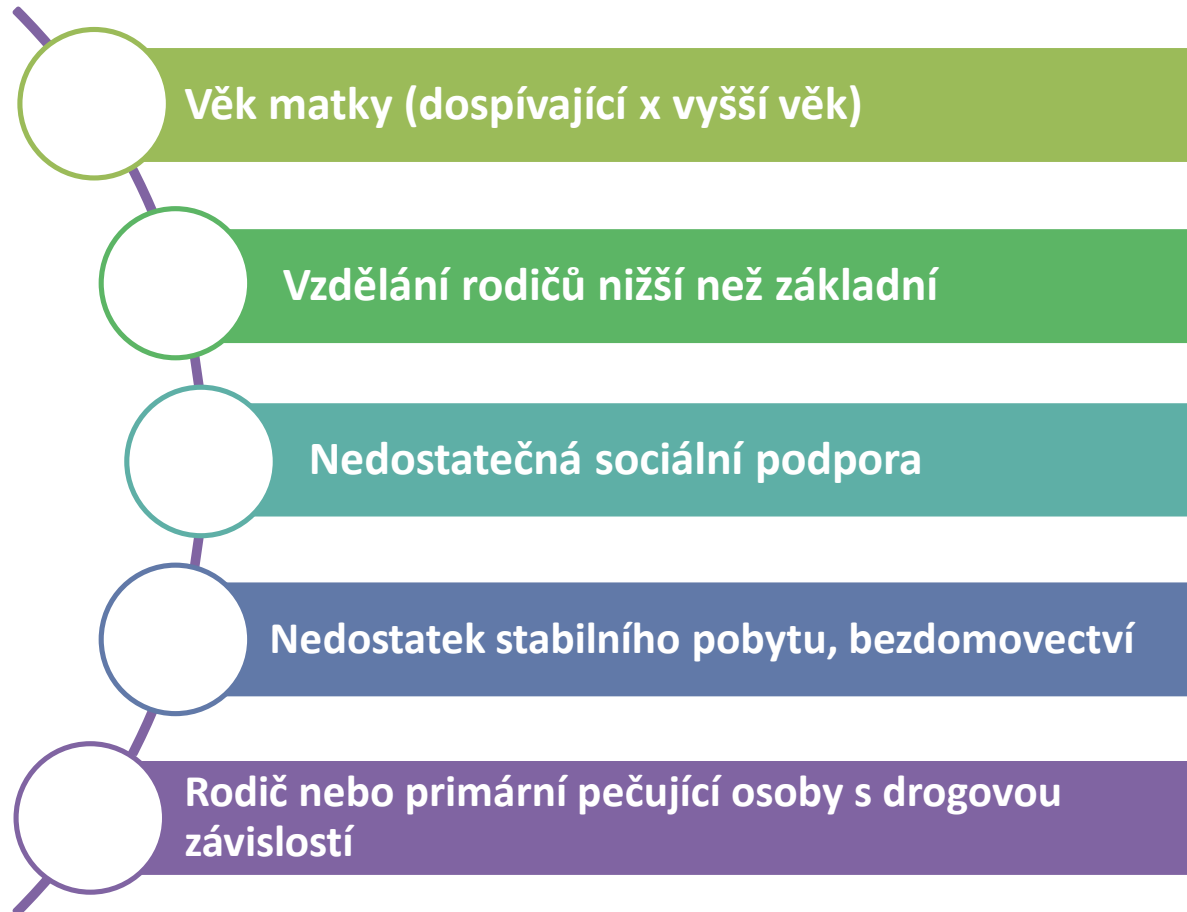 Věk matky (dospívající x vyšší věk)
Vzdělání rodičů nižší než základní
Nedostatečná sociální podpora
Nedostatek stabilního pobytu, bezdomovectví
Rodič nebo primární pečující osoby s drogovou
závislostí